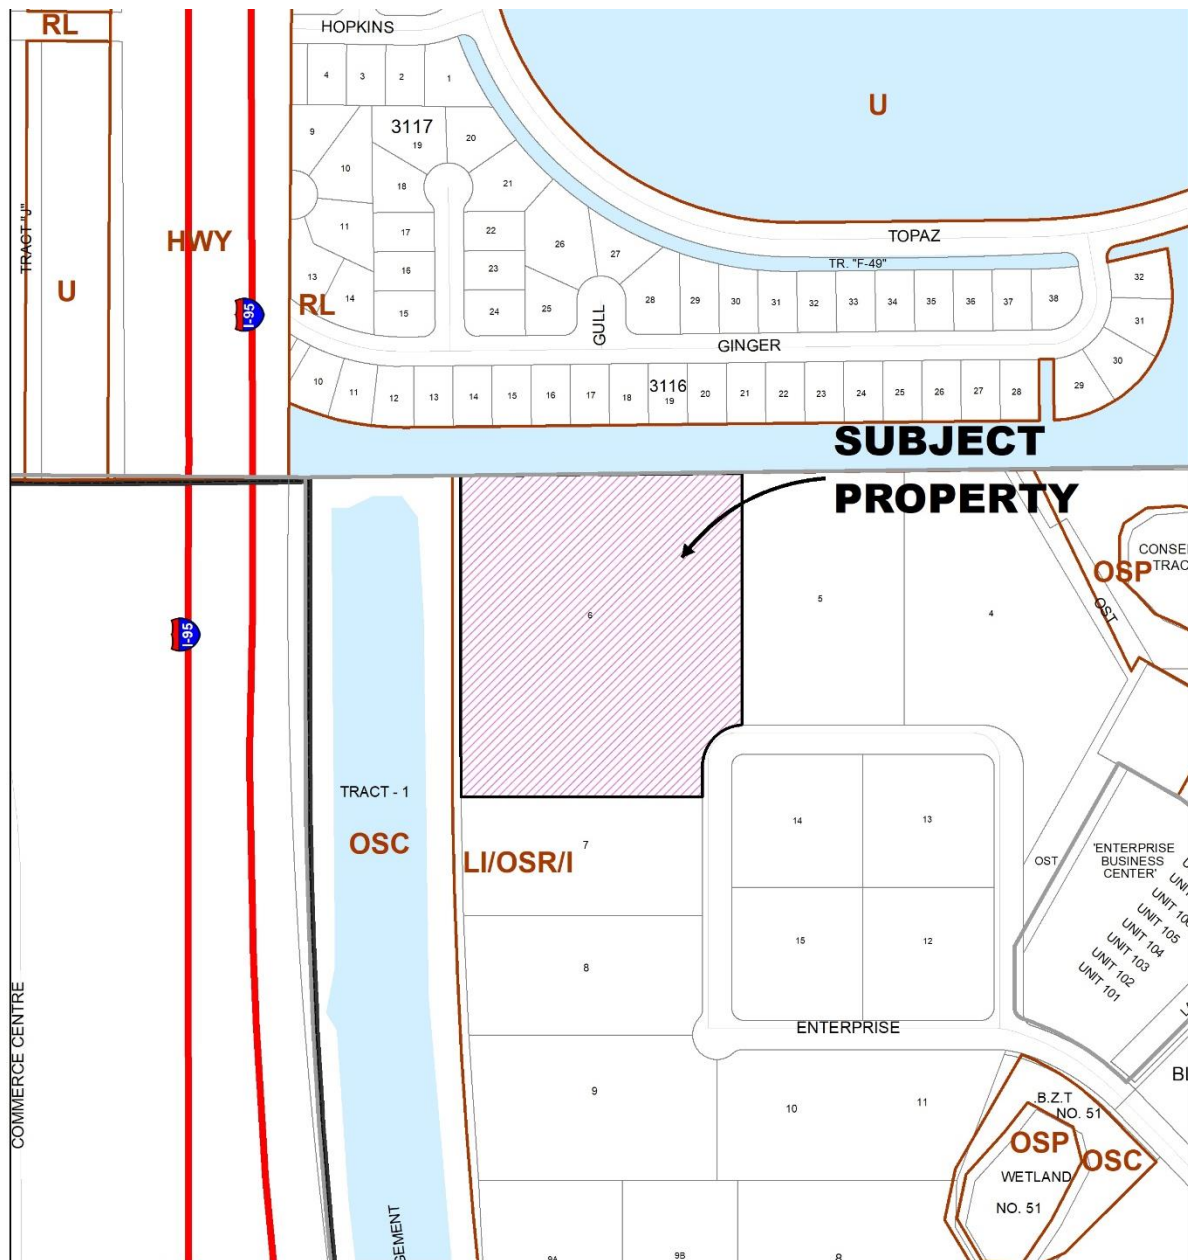 RL
HOPKINS
4
3
2
1
U
9
3117
19
20
10
18
21
TRACT "J"
HWY
11
17
22
26
27
TOPAZ
TR. "F-49"
32
U
13
14
16
23
RL
I-95
15
24
25
GULL
28
29
30
31
32
33
34
35
36
37
38
31
GINGER
30
10
11
12
13
14
15
16
17
18
3116
19
20
21
22
23
24
25
26
27
28
29
SUBJECT
PROPERTY
OSP
OST
I-95
6
5
4
TRACT - 1
OSC
LI/OSR/I
7
14
13
OST
'ENTERPRISE
BUSINESS
CENTER'
UNIT 105
UNIT 104
UNIT 103
UNIT 102
UNIT 101
8
15
12
ENTERPRISE
COMMERCE CENTRE
9
10
11
B.Z.T
NO. 51
OSP
OSC
WETLAND
NO. 51
9A
9B
8